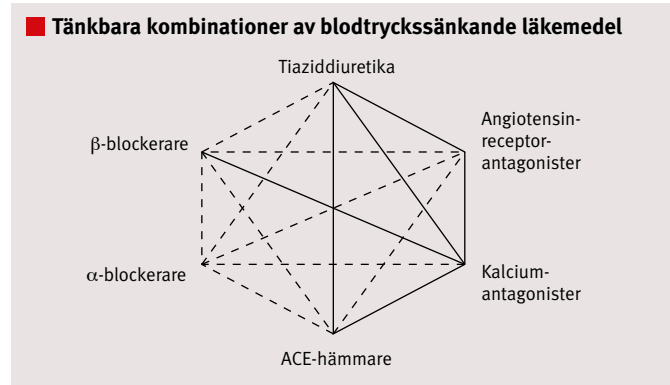 Tänkbara kombinationer av blodtryckssänkande läkemedel
Tiaziddiuretika
β-blockerare
Angiotensin-
receptor-
antagonister
α-blockerare
Kalcium-
antagonister
ACE-hämmare